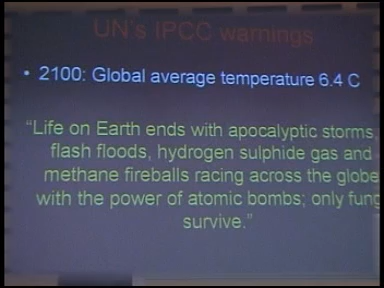 UN's IPCC warnings
• 2100: Global average temperature 6.4 C
“Life on Earth ends with apocalyptic storms,
flash floods, hydrogen sulphide gas and
methane fireballs racing across the globe
with the power of atomic bombs; only fung
survive.”